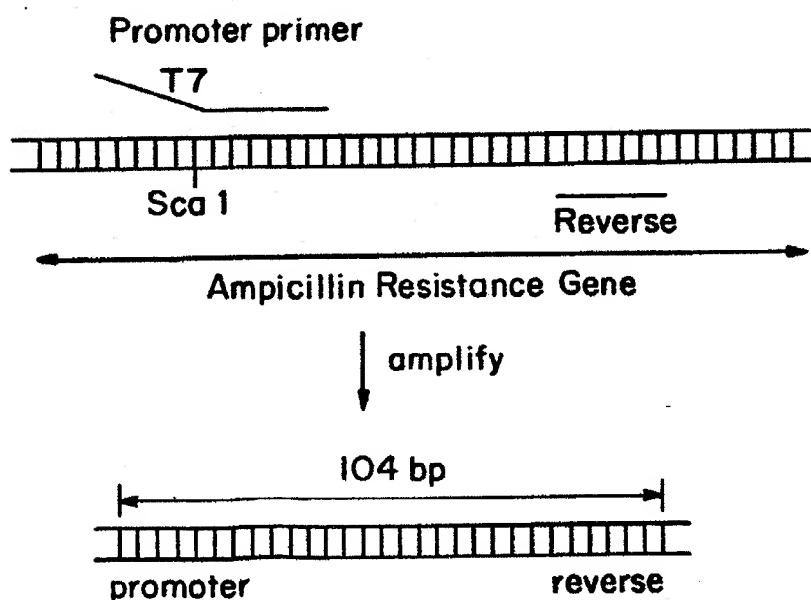 Promoter primer
T7
Sca 1
Reverse
Ampicillin Resistance Gene
amplify
104 bp
promoter reverse